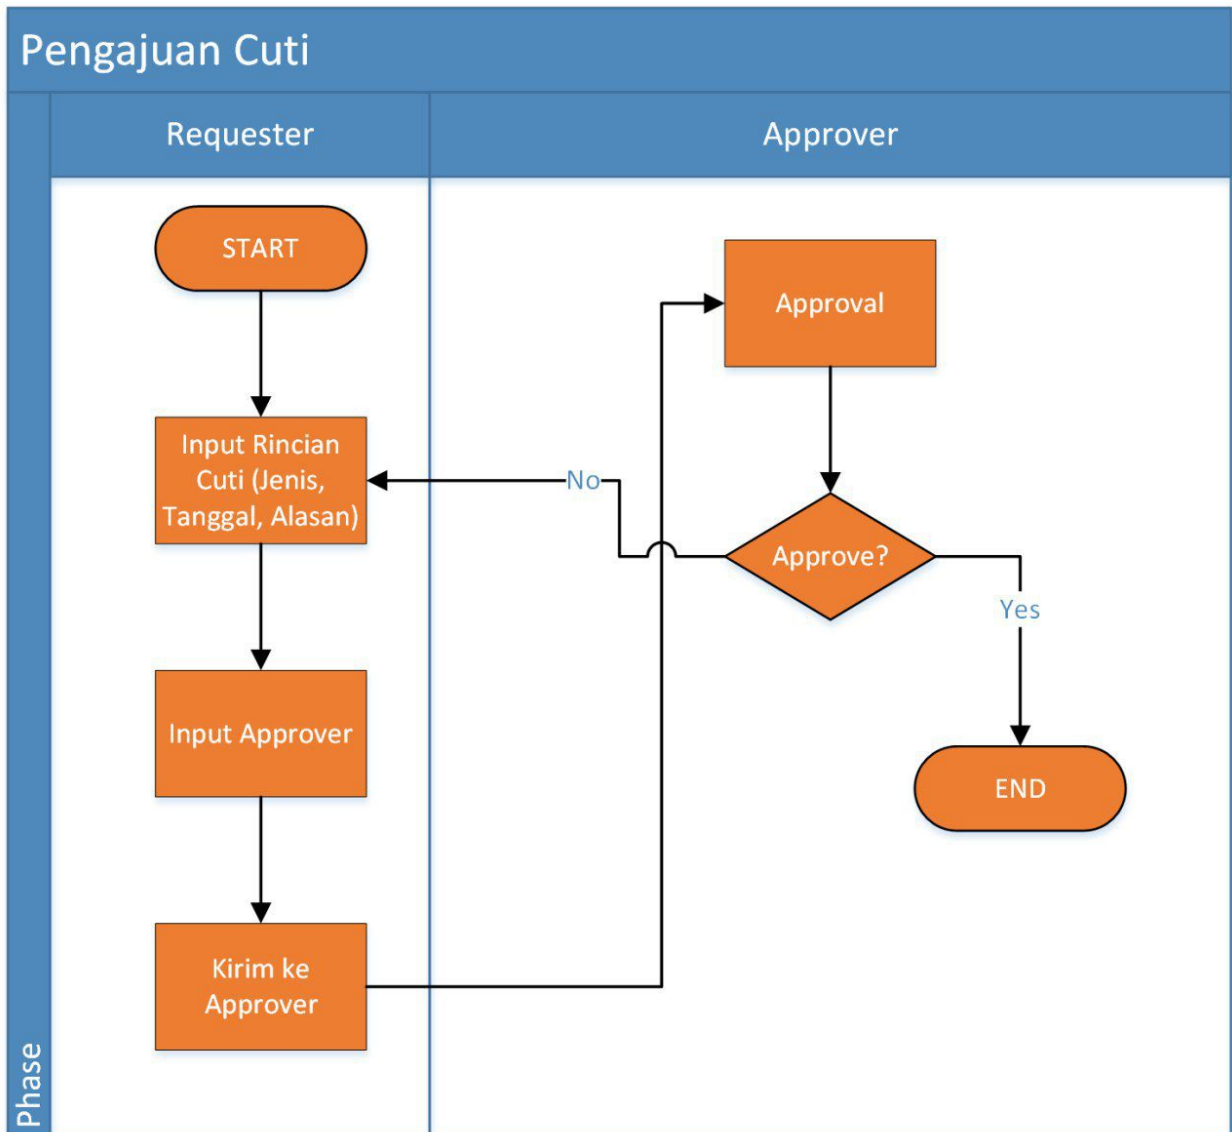 Pengajuan Cuti
Requester
Approver
START
Input Rincian
Cuti (Jenis,
Tanggal, Alasan)
Input Approver
Kirim ke
Approver
Approval
Approve?
No
Yes
END
Phase